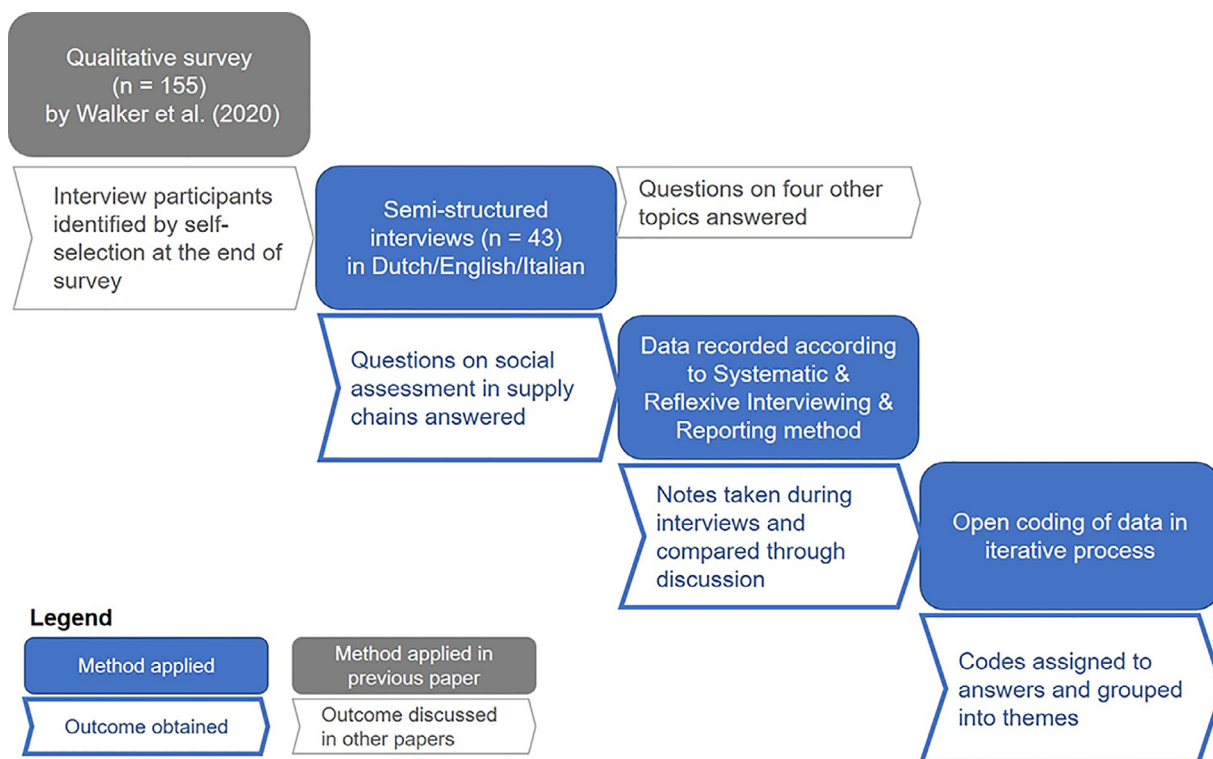 Qualitative survey
(n = 155)
by Walker et al. (2020)
Interview participants
identified by self-
selection at the end of
survey
Semi-structured
interviews (n = 43)
in Dutch/English/Italian
Questions on four other
topics answered
Questions on social
assessment in supply
chains answered
Data recorded according
to Systematic &
Reflexive Interviewing &
Reporting method
Notes taken during
interviews and
compared through
discussion
Open coding of data in
iterative process
Codes assigned to
answers and grouped
into themes
Legend
Method applied
Method applied in
previous paper
Outcome obtained
Outcome discussed
in other papers